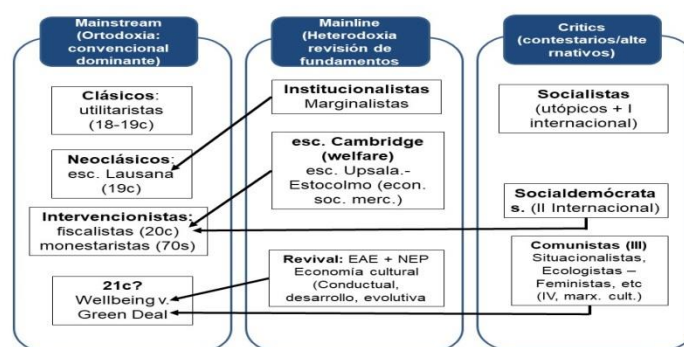 Mainstream
(Ortodoxia:
convencional
dominante)
Clásicos:
utilitaristas
(18-19c)
Neoclásicos:
esc. Lausana
(19c)
Intervencionistas:
fiscalistas (20c)
monestaristas (70s)
21c?
Wellbeing v.
Green Deal
Mainline
(Heterodoxia
revisión de
fundamentos
Institucionalistas
Marginalistas
esc. Cambridge
(welfare)
esc. Upsala.-
Estocolmo (econ.
soc. merc.)
Revival: EAE + NEP
Economía cultural
(Conductual,
desarrollo, evolutiva
Critics
(contestarios/alte
rnativos)
Socialistas
(utópicos + I
internacional)
Socialdemócrata
s. (II Internacional)
Comunistas (III)
Situacionalistas,
Ecologistas –
Feministas, etc
(IV, marx. cult.)